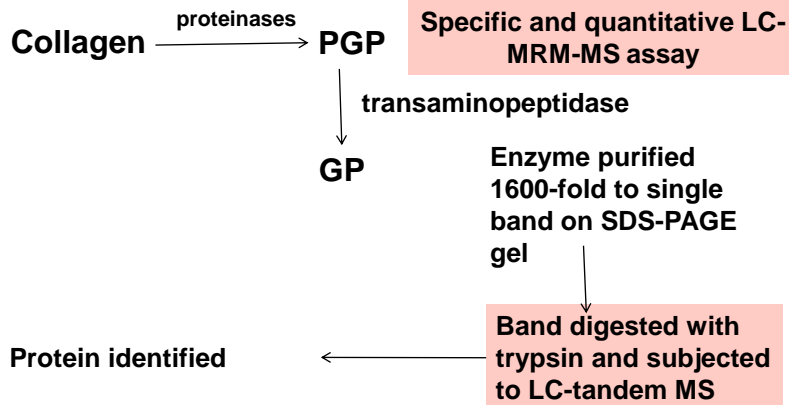 proteinases
Collagen
PGP
Specific and quantitative LC-
MRM-MS assay
transaminopeptidase
GP
Enzyme purified
1600-fold to single
band on SDS-PAGE
gel
Band digested with
trypsin and subjected
to LC-tandem MS
Protein identified